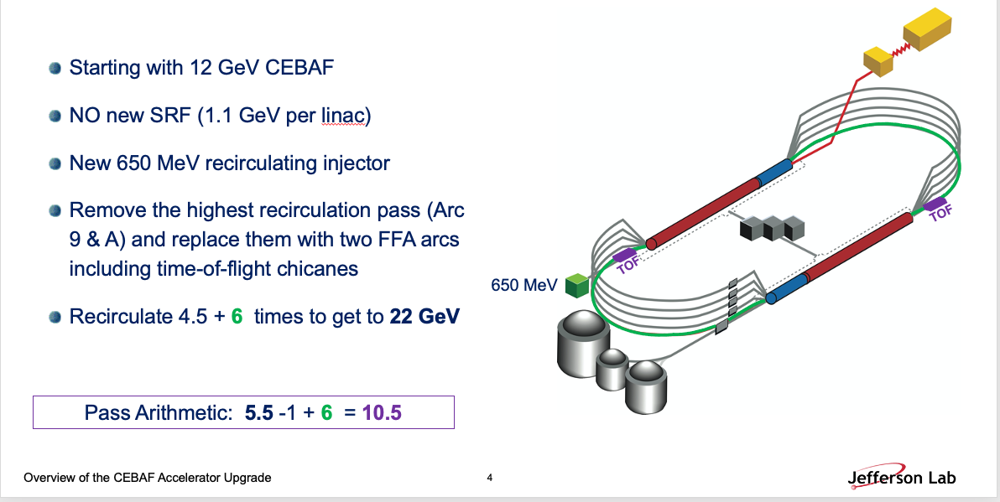 Starting with 12 GeV CEBAF
NO new SRF (1.1 GeV per linac)
New 650 MeV recirculating injector
Remove the highest recirculation pass (Arc
9 & A) and replace them with two FFA arcs
including time-of-flight chicanes
Recirculate 4.5 + 6 times to get to 22 GeV
Pass Arithmetic: 5.5 -1 + 6 = 10.5
TOF
TOF
650 MeV
Overview of the CEBAF Accelerator Upgrade
4
Jefferson Lab